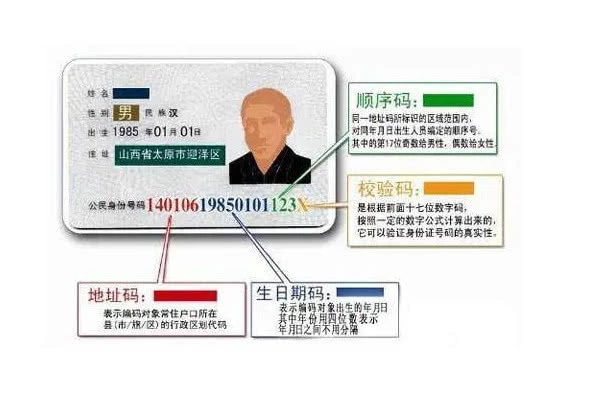 姓名
性别 男 民族 汉
出生 1985 年 01 月 01 日
住址 山西省太原市迎泽区
公民身份号码 14010619850101123X
顺序码：
同一地址码所标识的区域范围内，
对同年月日出生人员编定的顺序号。
其中的第17位奇数给男性，偶数给女性。
校验码：
是根据前面十七位数字码，
按照一定的数字公式计算出来的，
它可以验证身份证号码的真实性。
地址码：
表示编码对象常住户口所在
县(市/旗/区)的行政区划代码
生日期码：
表示编码对象出生的年月日
其中年份用四位数表示
年月日之间不用分隔